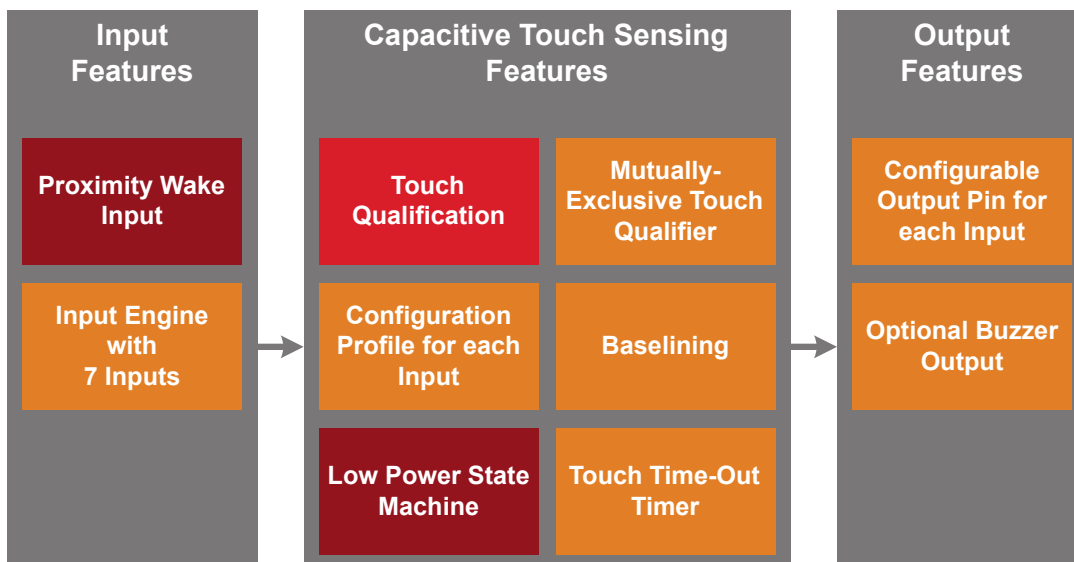 Input
Features
Proximity Wake
Input
Input Engine
with
7 Inputs
Capacitive Touch Sensing
Features
Touch
Qualification
Mutually-
Exclusive Touch
Qualifier
Configuration
Profile for each
Input
Baselining
Low Power State
Machine
Touch Time-Out
Timer
Output
Features
Configurable
Output Pin for
each Input
Optional Buzzer
Output